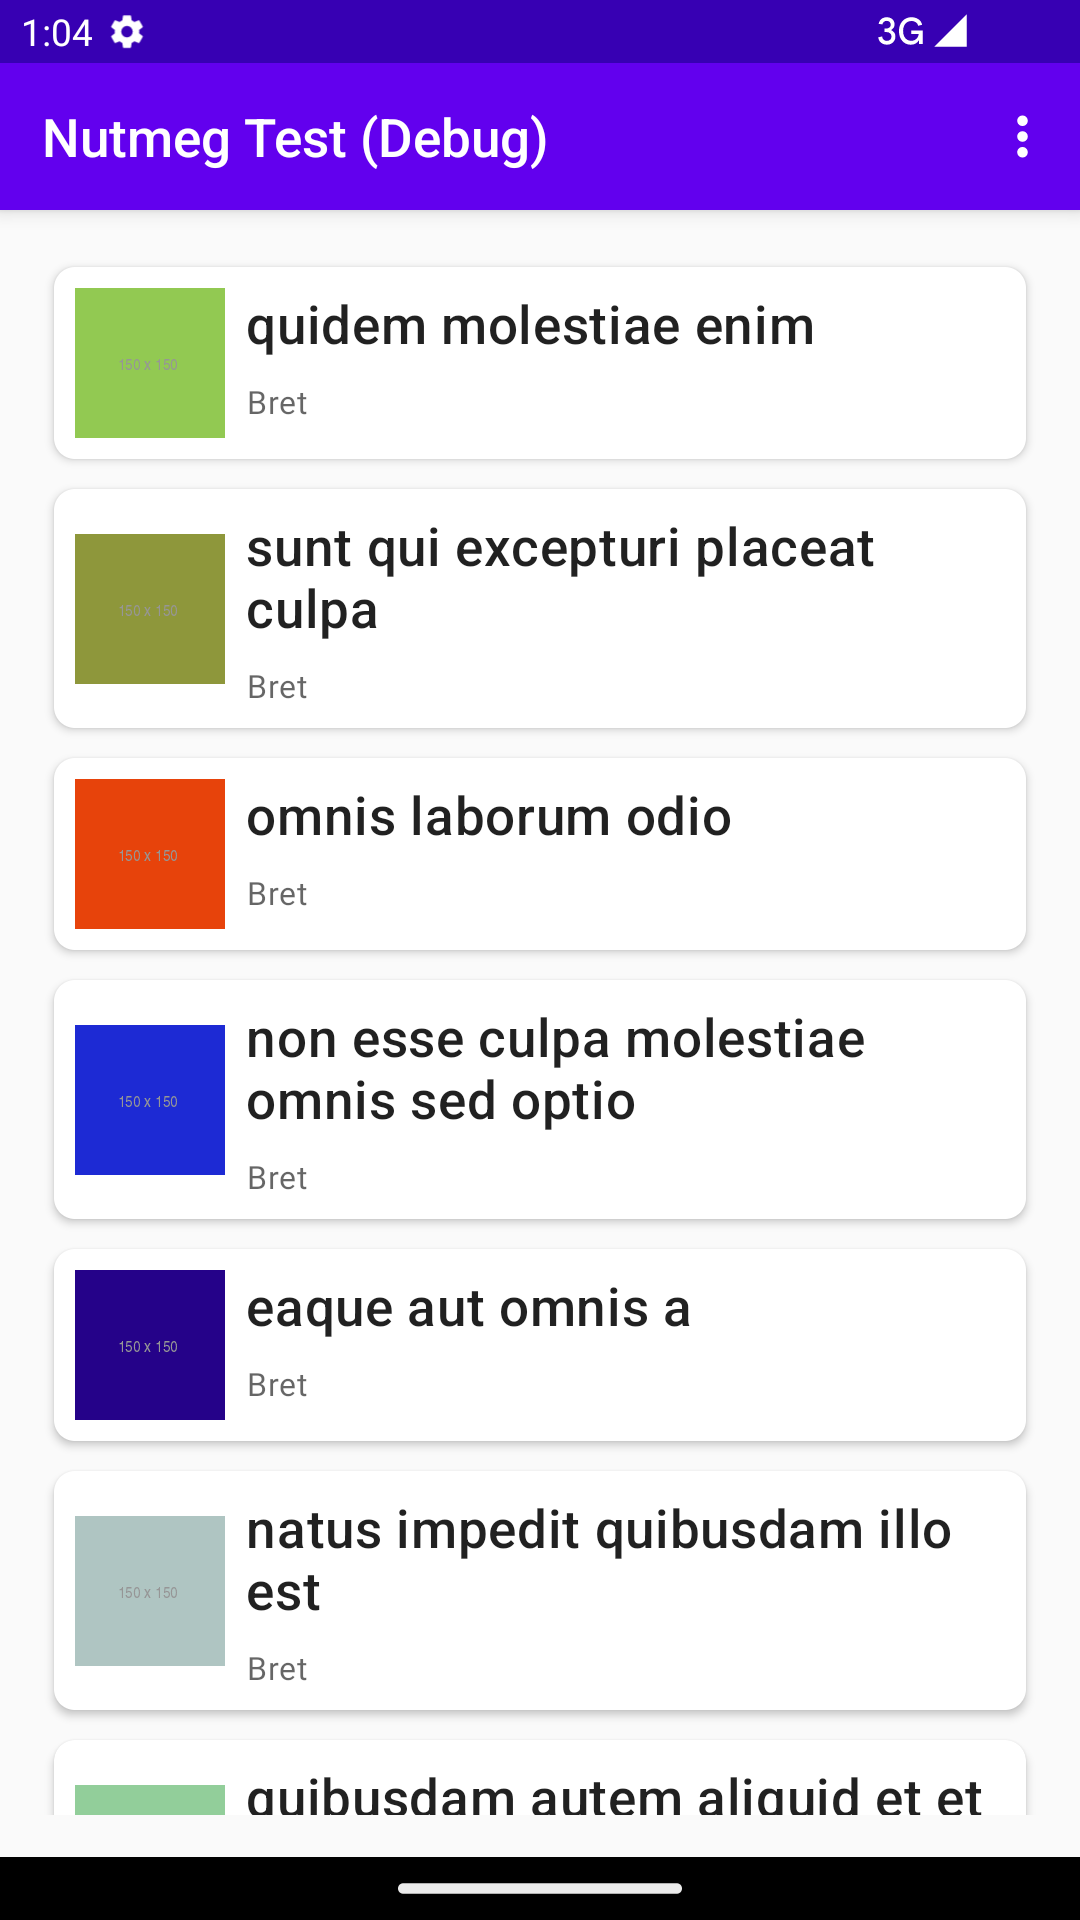 1:04 3G
Nutmeg Test (Debug)
150 x 150
quidem molestiae enim
Bret
150 x 150
sunt qui excepturi placeat
culpa
Bret
150 x 150
omnis laborum odio
Bret
150 x 150
non esse culpa molestiae
omnis sed optio
Bret
150 x 150
eaque aut omnis a
Bret
150 x 150
natus impedit quibusdam illo
est
Bret
quibusdam autem aliquid et et